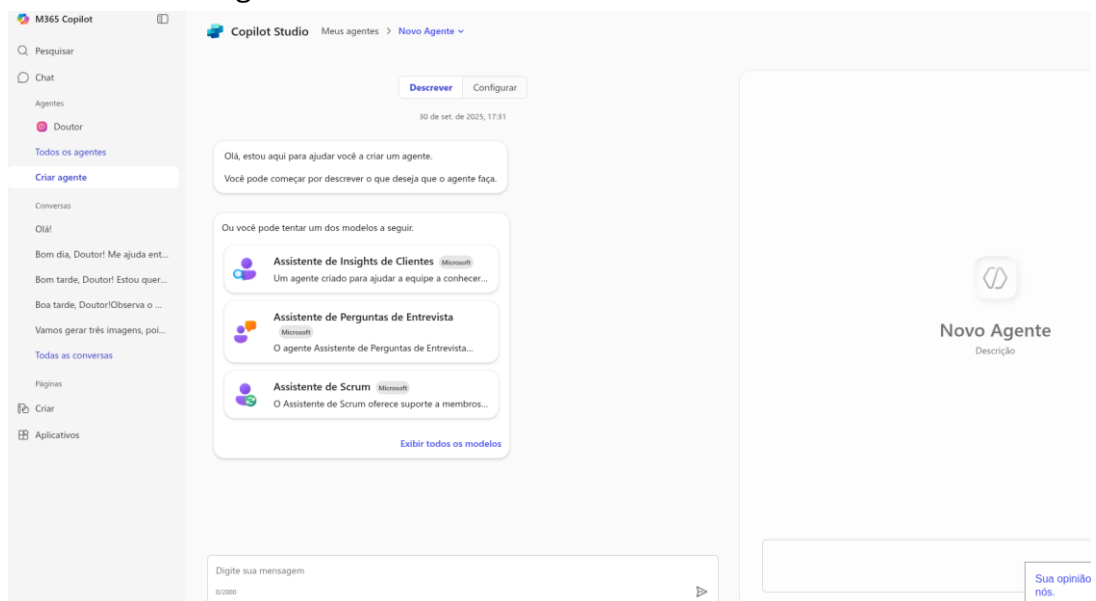 M365 Copilot
Pesquisar
Chat
Agentes
Doutor
Todos os agentes
Criar agente
Conversas
Olá!
Bom dia, Doutor! Me ajuda ent...
Bom tarde, Doutor! Estou quer...
Boa tarde, Doutor!Observa o ...
Vamos gerar três imagens, poi...
Todas as conversas
Páginas
Criar
Aplicativos
Copilot Studio Meus agentes > Novo Agente
Descrever Configurar
30 de set. de 2025, 17:31
Olá, estou aqui para ajudar você a criar um agente.
Você pode começar por descrever o que deseja que o agente faça.
Ou você pode tentar um dos modelos a seguir.
Assistente de Insights de Clientes Microsoft
Um agente criado para ajudar a equipe a conhecer...
Assistente de Perguntas de Entrevista
Microsoft
O agente Assistente de Perguntas de Entrevista...
Assistente de Scrum Microsoft
O Assistente de Scrum oferece suporte a membros...
Exibir todos os modelos
Digite sua mensagem
0/2000
Novo Agente
Descrição
Sua opinião
nós.